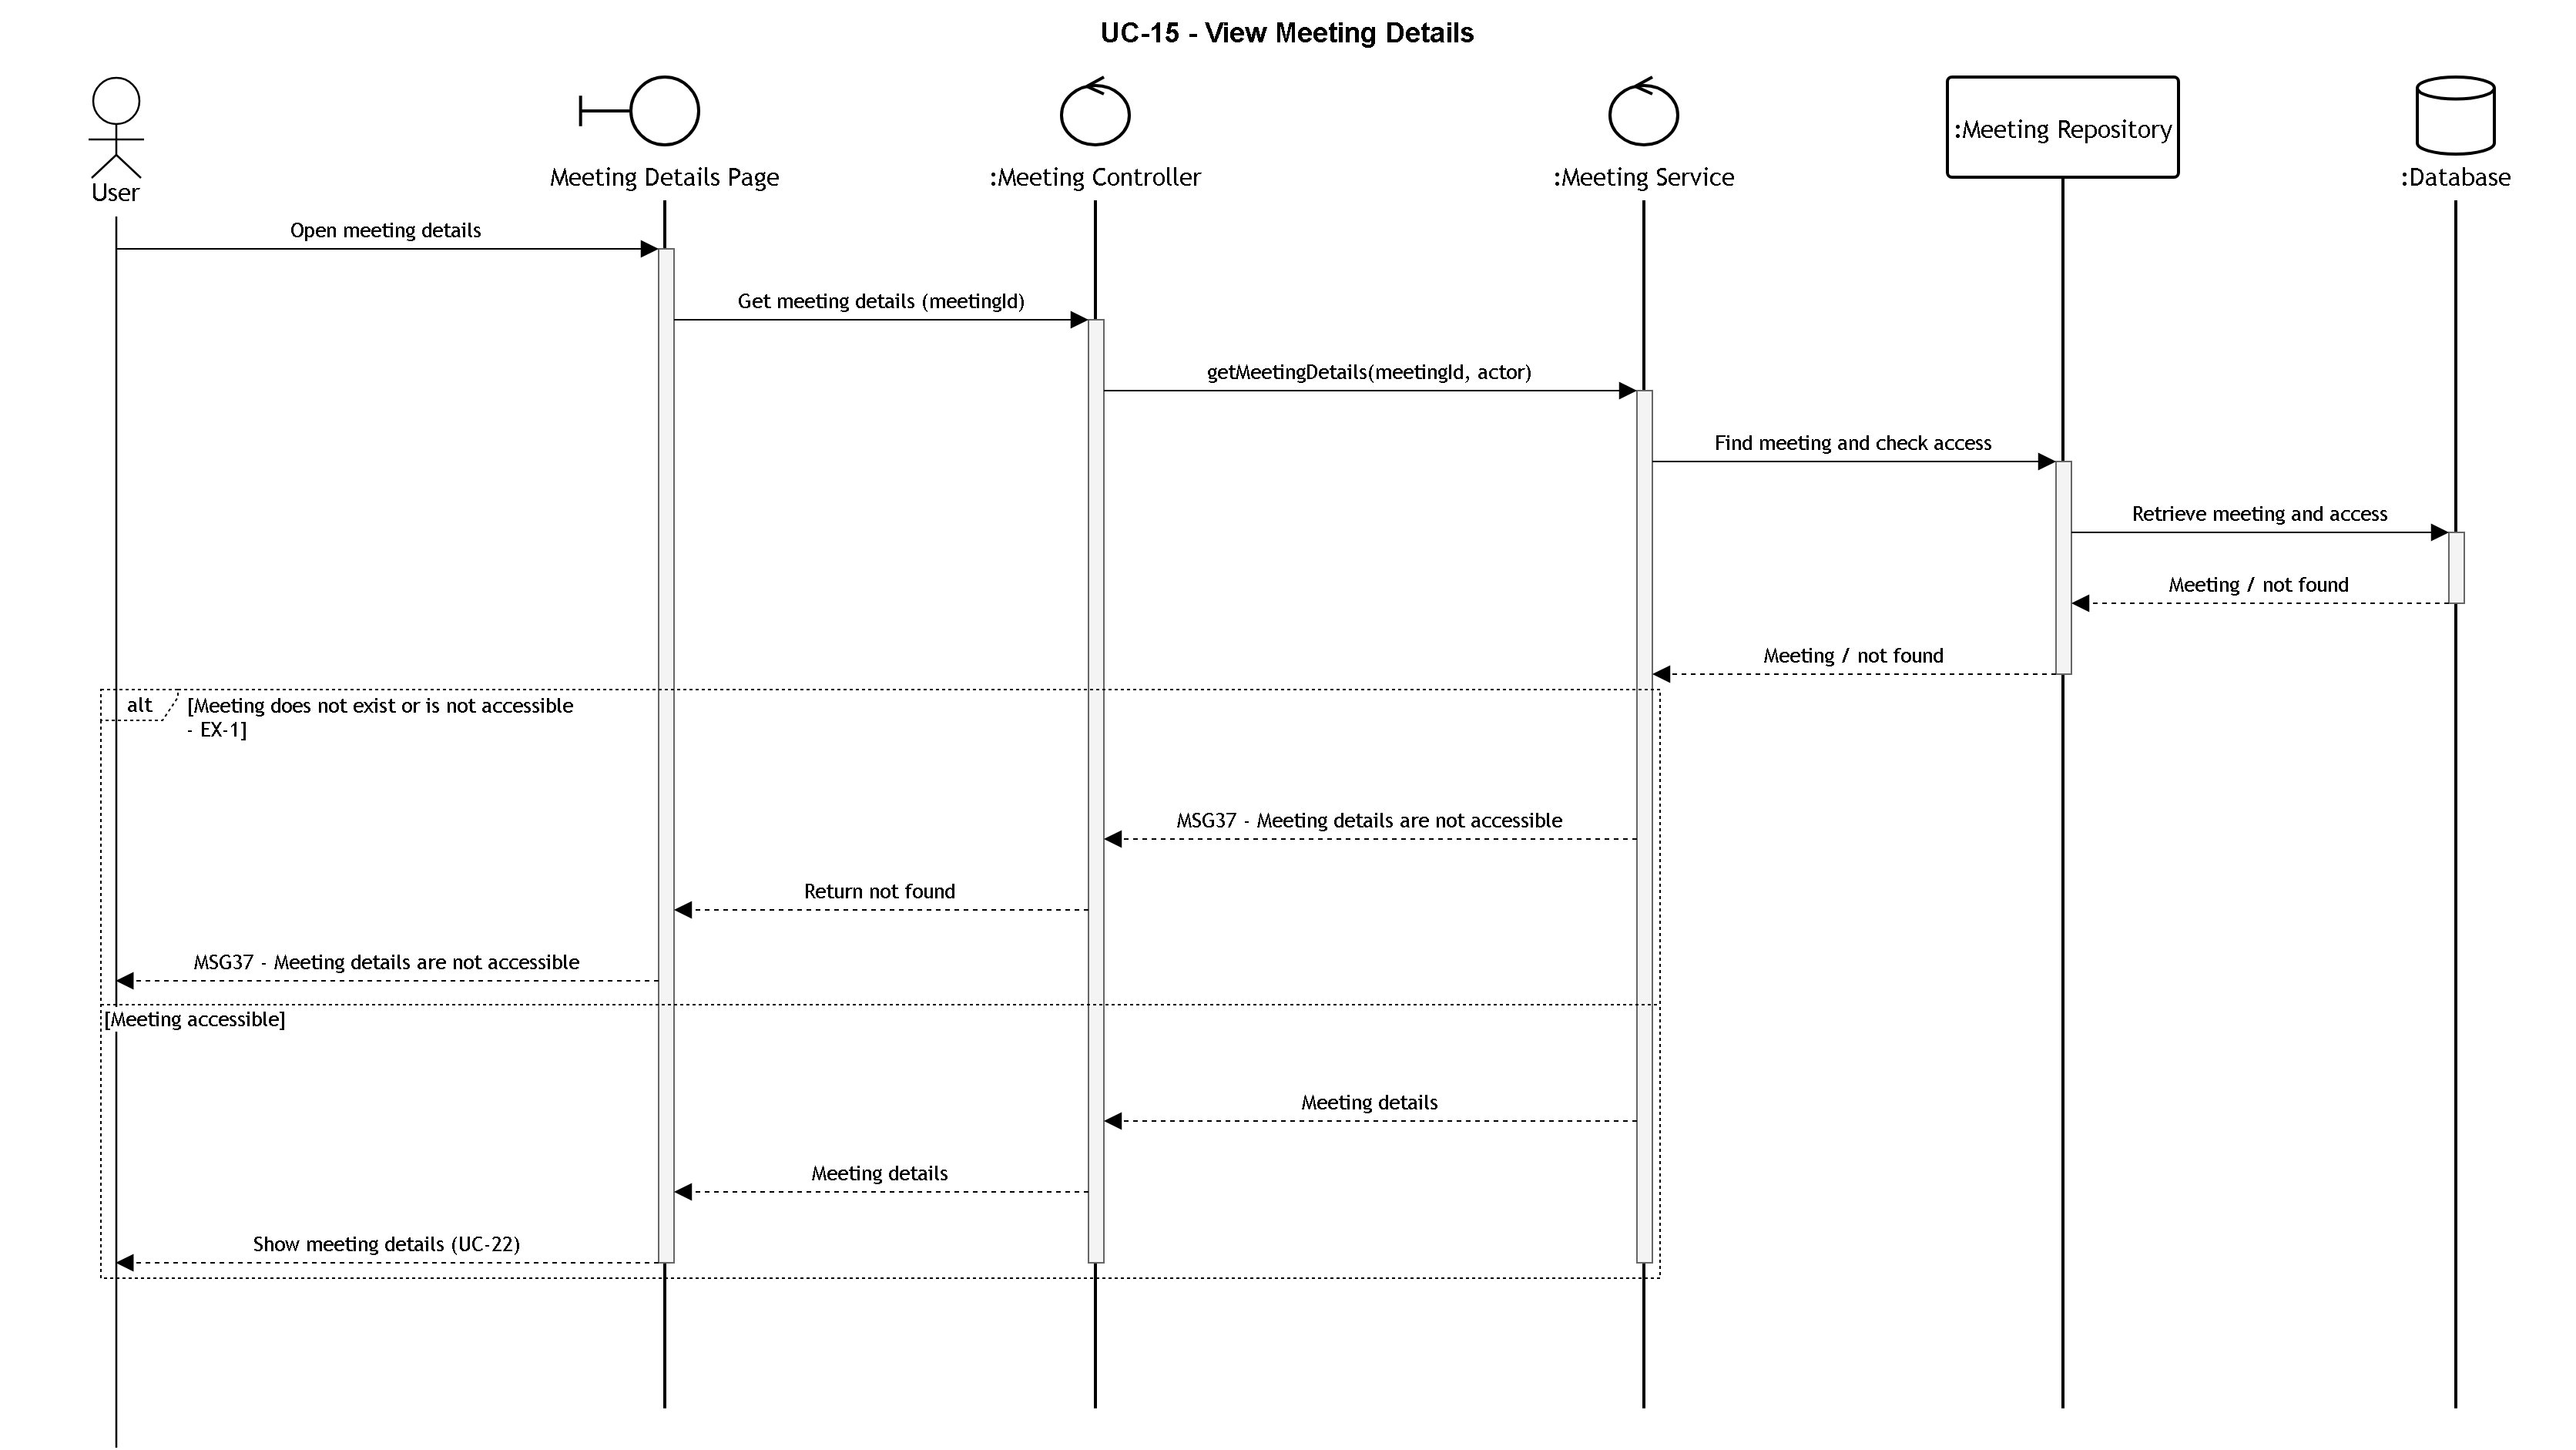 UC-15 - View Meeting Details
User
Meeting Details Page
:Meeting Controller
:Meeting Service
:Meeting Repository
:Database
Open meeting details
Get meeting details (meetingId)
getMeetingDetails(meetingId, actor)
Find meeting and check access
Retrieve meeting and access
Meeting / not found
Meeting / not found
alt
[Meeting does not exist or is not accessible
- EX-1]
MSG37 - Meeting details are not accessible
Return not found
MSG37 - Meeting details are not accessible
[Meeting accessible]
Meeting details
Meeting details
Show meeting details (UC-22)